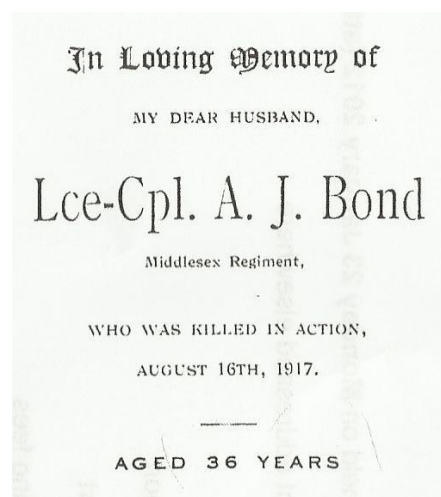 In Loving Memory of
MY DEAR HUSBAND,
Lce-Cpl. A. J. Bond
Middlesex Regiment,
WHO WAS KILLED IN ACTION,
AUGUST 16TH, 1917.
AGED 36 YEARS